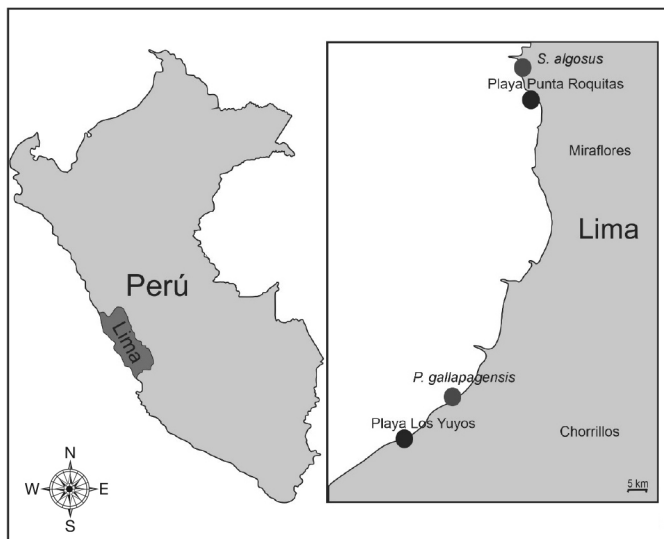 Perú
Lima
N
W E
S
S. algosus
Playa Punta Roquitas
Miraflores
Lima
P. gallapagensis
Playa Los Yuyos
Chorrillos
5 km